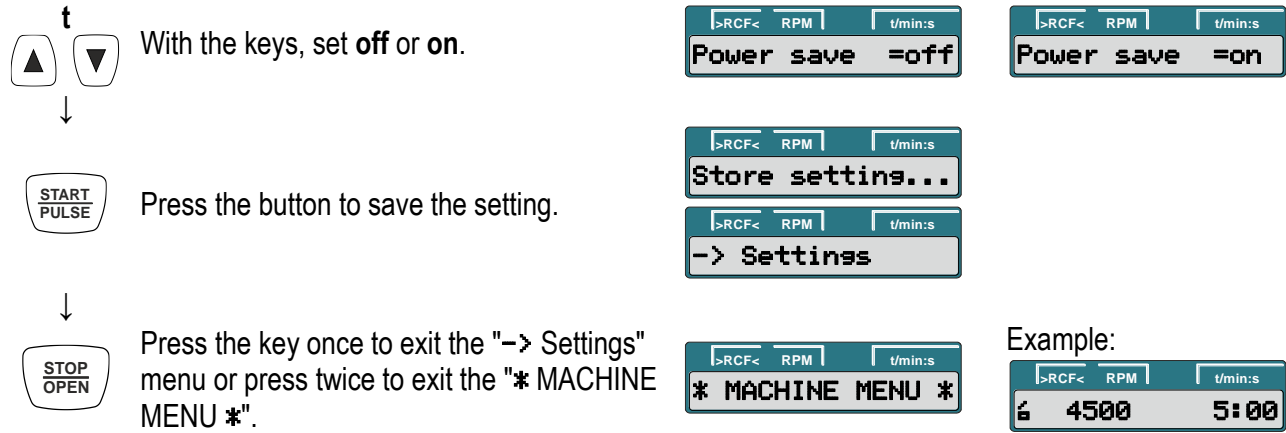 t
▲ ▼
With the keys, set off or on.
>RCF< RPM t/min:s
Power save =off
>RCF< RPM t/min:s
Power save =on
↓
START
PULSE
Press the button to save the setting.
>RCF< RPM t/min:s
Store setting...
>RCF< RPM t/min:s
-> Settings
↓
STOP
OPEN
Press the key once to exit the "-> Settings"
menu or press twice to exit the "* MACHINE
MENU *".
>RCF< RPM t/min:s
* MACHINE MENU *
Example:
>RCF< RPM t/min:s
4500 5:00